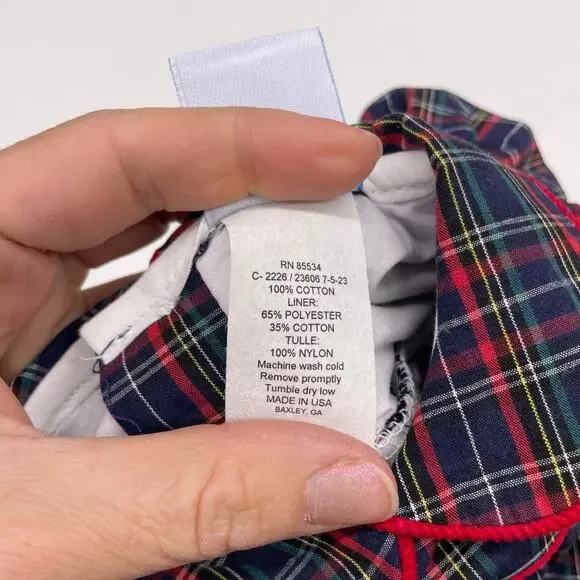 RN 85534
C- 2226 / 23606 7-5-23
100% COTTON
LINER:
65% POLYESTER
35% COTTON
TULLE:
100% NYLON
Machine wash cold
Remove promptly
Tumble dry low
MADE IN USA
BAXLEY, GA